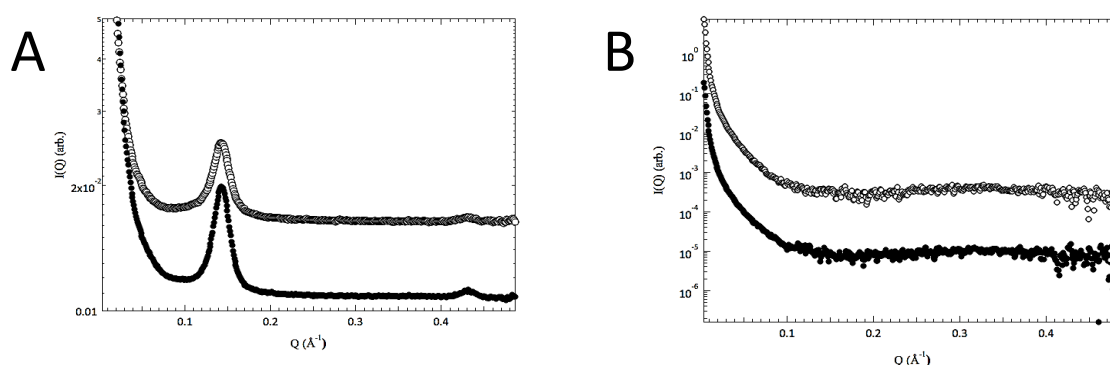 A
5
4
3
2x10⁻²
0.01
I(Q) (arb.)
0.1
0.2
0.3
0.4
Q (Å⁻¹)
B
10⁰
10⁻¹
10⁻²
10⁻³
10⁻⁴
10⁻⁵
10⁻⁶
I(Q) (arb.)
0.1
0.2
0.3
0.4
Q (Å⁻¹)